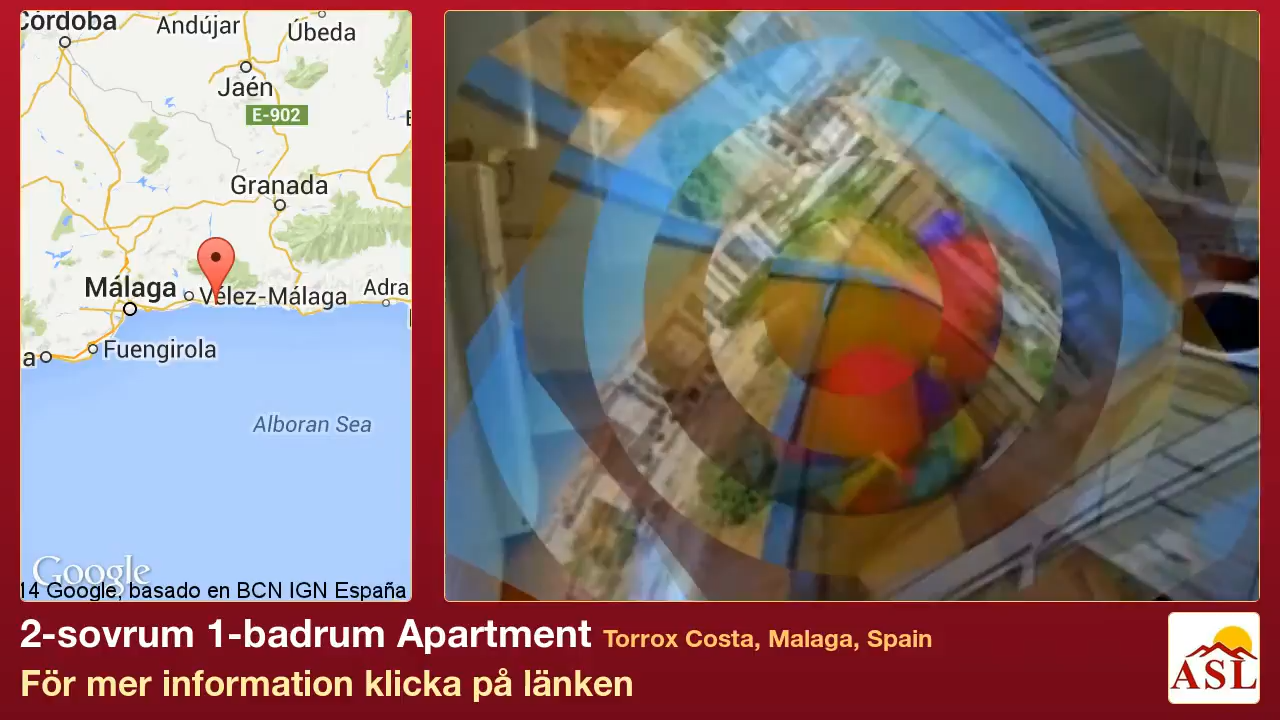 Córdoba
Andújar
Úbeda
Jaén
E-902
Granada
Málaga
Vélez-Málaga
Adra
a
Fuengirola
Alboran Sea
Google
14 Google, basado en BCN IGN España
2-sovrum 1-badrum Apartment Torrox Costa, Malaga, Spain
För mer information klicka på länken
ASL